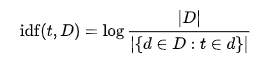 idf(t, D) = log |D| / |{d ∈ D : t ∈ d}|